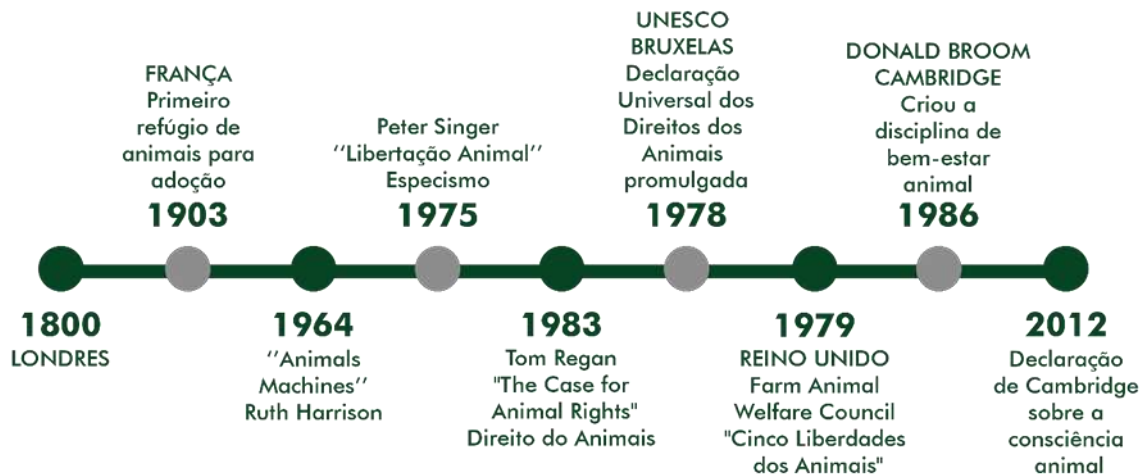 1800
LONDRES
FRANÇA
Primeiro
refúgio de
animais para
adoção
1903
1964
‘‘Animals
Machines’’
Ruth Harrison
Peter Singer
‘‘Libertação Animal’’
Especismo
1975
1983
Tom Regan
"The Case for
Animal Rights"
Direito do Animais
UNESCO
BRUXELAS
Declaração
Universal dos
Direitos dos
Animais
promulgada
1978
1979
REINO UNIDO
Farm Animal
Welfare Council
"Cinco Liberdades
dos Animais"
DONALD BROOM
CAMBRIDGE
Criou a
disciplina de
bem-estar
animal
1986
2012
Declaração
de Cambridge
sobre a
consciência
animal